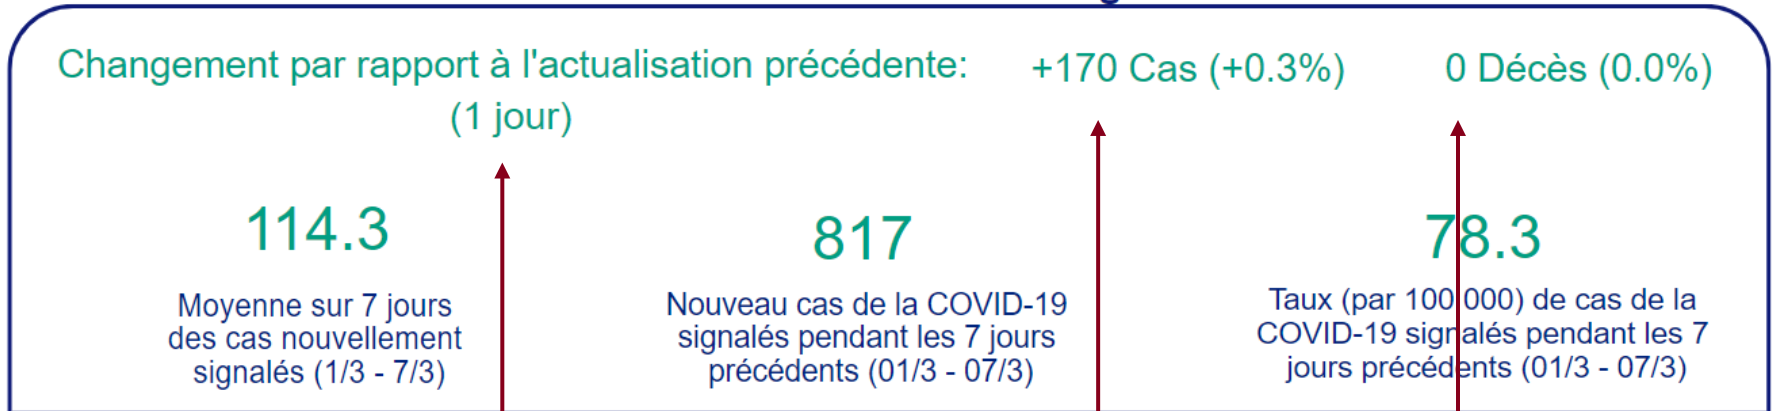 Changement par rapport à l'actualisation précédente:
(1 jour)
+170 Cas (+0.3%)
0 Décès (0.0%)
114.3
Moyenne sur 7 jours
des cas nouvellement
signalés (1/3 - 7/3)
817
Nouveau cas de la COVID-19
signalés pendant les 7 jours
précédents (01/3 - 07/3)
78.3
Taux (par 100 000) de cas de la
COVID-19 signalés pendant les 7
jours précédents (01/3 - 07/3)